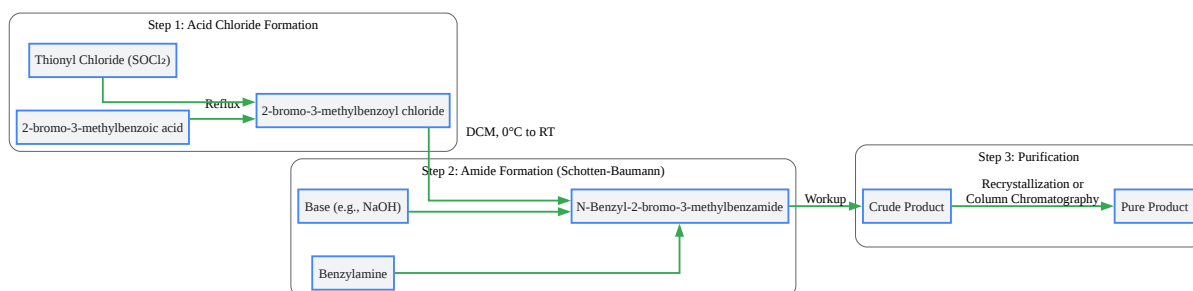 Step 1: Acid Chloride Formation
Thionyl Chloride (SOCl₂)
Reflux
2-bromo-3-methylbenzoic acid
2-bromo-3-methylbenzoyl chloride
DCM, 0°C to RT
Step 2: Amide Formation (Schotten-Baumann)
Base (e.g., NaOH)
Benzylamine
N-Benzyl-2-bromo-3-methylbenzamide
Workup
Step 3: Purification
Crude Product
Recrystallization or
Column Chromatography
Pure Product